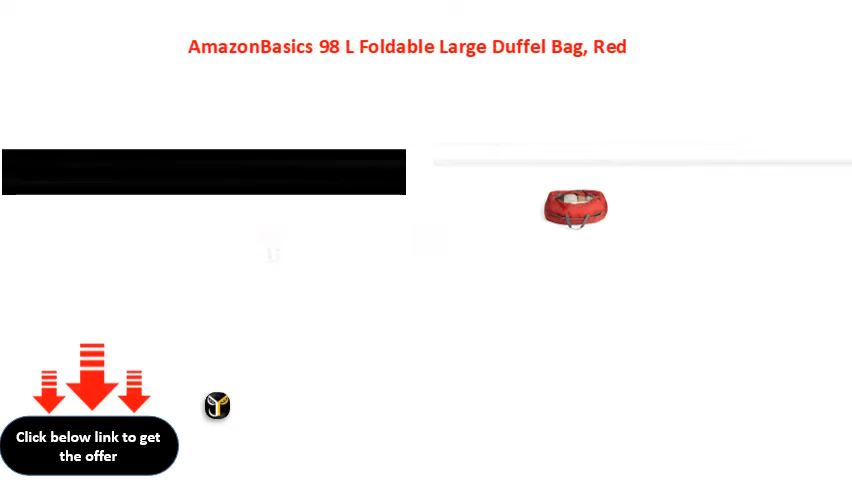 AmazonBasics 98 L Foldable Large Duffel Bag, Red
Click below link to get
the offer